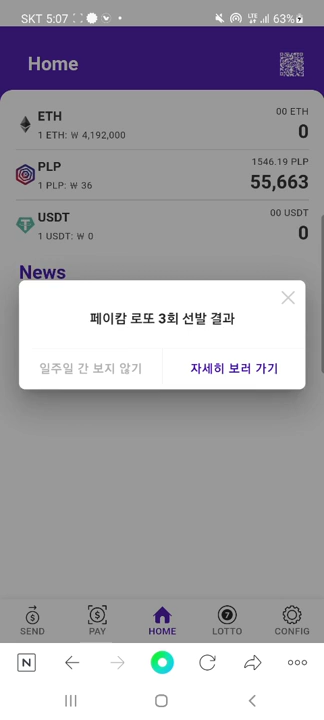 SKT 5:07
LTE
63%
Home
ETH
00 ETH
1 ETH: ₩ 4,192,000
0
PLP
1546.19 PLP
1 PLP: ₩ 36
55,663
USDT
00 USDT
1 USDT: ₩ 0
0
News
페이캄 로또 3회 선발 결과
일주일 간 보지 않기
자세히 보러 가기
SEND
PAY
HOME
7
LOTTO
CONFIG
N